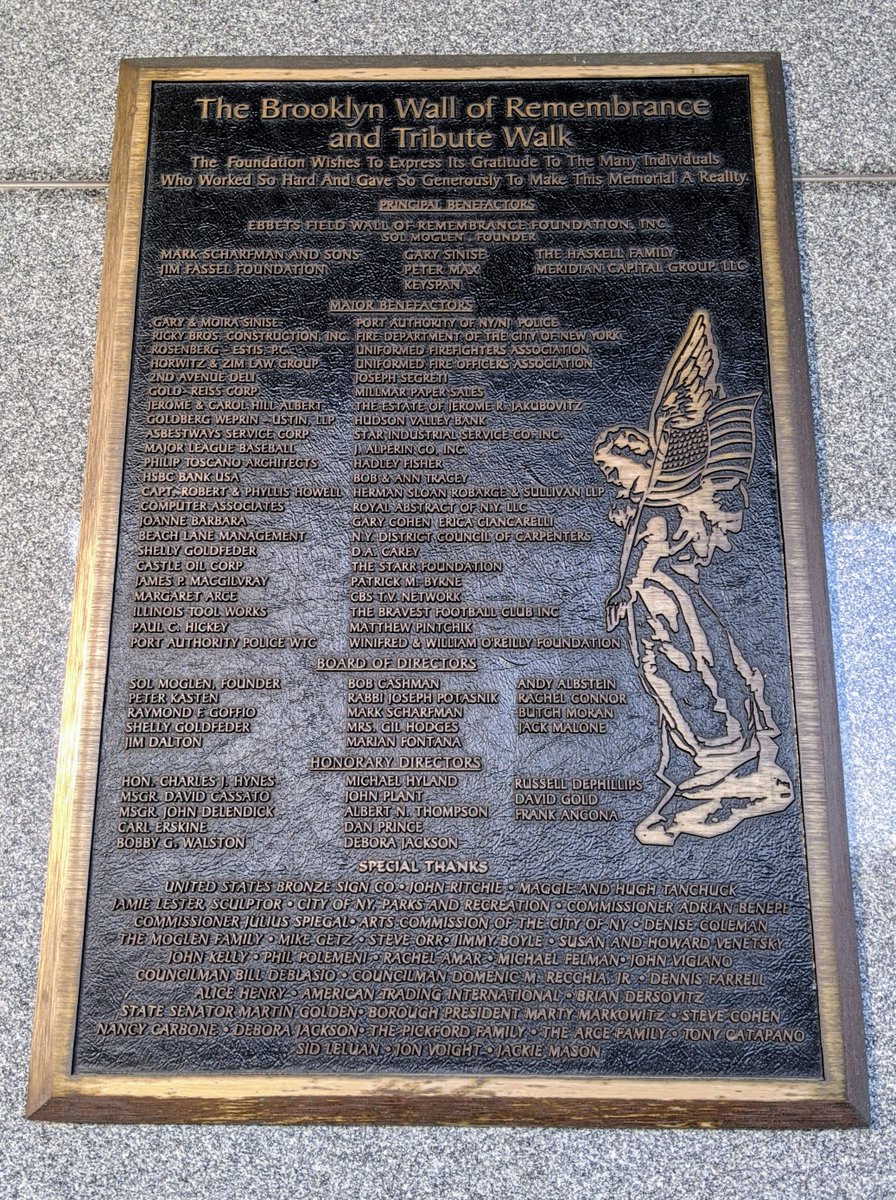 The Brooklyn Wall of Remembrance
and Tribute Walk
The Foundation Wishes To Express Its Gratitude To The Many Individuals
Who Worked So Hard And Gave So Generously To Make This Memorial A Reality.
PRINCIPAL BENEFACTORS
EBBETS FIELD WALL OF REMEMBRANCE FOUNDATION, INC.
SOL MOGLEN, FOUNDER
MARK SCHARFMAN AND SONS GARY SINISE THE HASKELL FAMILY
JIM FASSEL FOUNDATION PETER MAX MERIDIAN CAPITAL GROUP, LLC
KEYSPAN
MAJOR BENEFACTORS
GARY & MOIRA SINISE PORT AUTHORITY OF NY/NJ POLICE
RICKY BROS. CONSTRUCTION, INC. FIRE DEPARTMENT OF THE CITY OF NEW YORK
ROSENBERG - ESTIS P.C. UNIFORMED FIREFIGHTERS ASSOCIATION
HORWITZ & ZIM LAW GROUP UNIFORMED FIRE OFFICERS ASSOCIATION
2ND AVENUE DELI JOSEPH SEGRETI
GOLD- REISS CORP MILLMAR PAPER SALES
JEROME & CAROL HILL ALBERT THE ESTATE OF JEROME R. JAKUBOVITZ
GOLDBERG WEPRIN - USTIN, LLP HUDSON VALLEY BANK
ASBESTWAYS SERVICE CORP STAR INDUSTRIAL SERVICE CO. INC.
MAJOR LEAGUE BASEBALL J. ALPERIN CO, INC.
PHILIP TOSCANO ARCHITECTS HADLEY FISHER
HSBC BANK USA BOB & ANN TRACEY
CAPT. ROBERT & PHYLLIS HOWELL HERMAN SLOAN ROBARGE & SULLIVAN LLP
COMPUTER ASSOCIATES ROYAL ABSTRACT OF N.Y. LLC
JOANNE BARBARA GARY COHEN ERICA CIANCARELLI
BEACH LANE MANAGEMENT N.Y. DISTRICT COUNCIL OF CARPENTERS
SHELLY GOLDFEDER D.A. CAREY
CASTLE OIL CORP THE STARR FOUNDATION
JAMES P. MACGILVRAY PATRICK M. BYRNE
MARGARET ARCE CBS T.V. NETWORK
ILLINOIS TOOL WORKS THE BRAVEST FOOTBALL CLUB INC
PAUL C. HICKEY MATTHEW PINTCHIK
PORT AUTHORITY POLICE WTC WINIFRED & WILLIAM O'REILLY FOUNDATION
BOARD OF DIRECTORS
SOL MOGLEN, FOUNDER BOB CASHMAN ANDY ALBSTEIN
PETER KASTEN RABBI JOSEPH POTASNIK RACHEL CONNOR
RAYMOND F. GOFFIO MARK SCHARFMAN BUTCH MORAN
SHELLY GOLDFEDER MRS. GIL HODGES JACK MALONE
JIM DALTON MARIAN FONTANA
HONORARY DIRECTORS
HON. CHARLES J. HYNES MICHAEL HYLAND RUSSELL DEPHILLIPS
MSGR. DAVID CASSATO JOHN PLANT DAVID GOLD
MSGR. JOHN DELENDICK ALBERT N. THOMPSON FRANK ANCONA
CARL ERSKINE DAN PRINCE
BOBBY G. WALSTON DEBORA JACKSON
SPECIAL THANKS
UNITED STATES BRONZE SIGN CO. • JOHN RITCHIE • MAGGIE AND HUGH TANCHUCK
JAMIE LESTER SCULPTOR • CITY OF NY, PARKS AND RECREATION • COMMISSIONER ADRIAN BENEPE
COMMISSIONER JULIUS SPIEGAL • ARTS COMMISSION OF THE CITY OF NY • DENISE COLEMAN
THE MOGLEN FAMILY • MIKE GETZ • STEVE ORR • JIMMY BOYLE • SUSAN AND HOWARD VENETSKY
JOHN KELLY • PHIL POLEMENI • RACHEL AMAR • MICHAEL FELMAN • JOHN VIGIANO
COUNCILMAN BILL DEBLASIO • COUNCILMAN DOMENIC M. RECCHIA, JR • DENNIS FARRELL
ALICE HENRY • AMERICAN TRADING INTERNATIONAL • BRIAN DERSOVITZ
STATE SENATOR MARTIN GOLDEN • BOROUGH PRESIDENT MARTY MARKOWITZ • STEVE COHEN
NANCY CARBONE • DEBORA JACKSON • THE PICKFORD FAMILY • THE ARCE FAMILY • TONY CATAPANO
SID LELUAN • JON VOIGHT • JACKIE MASON